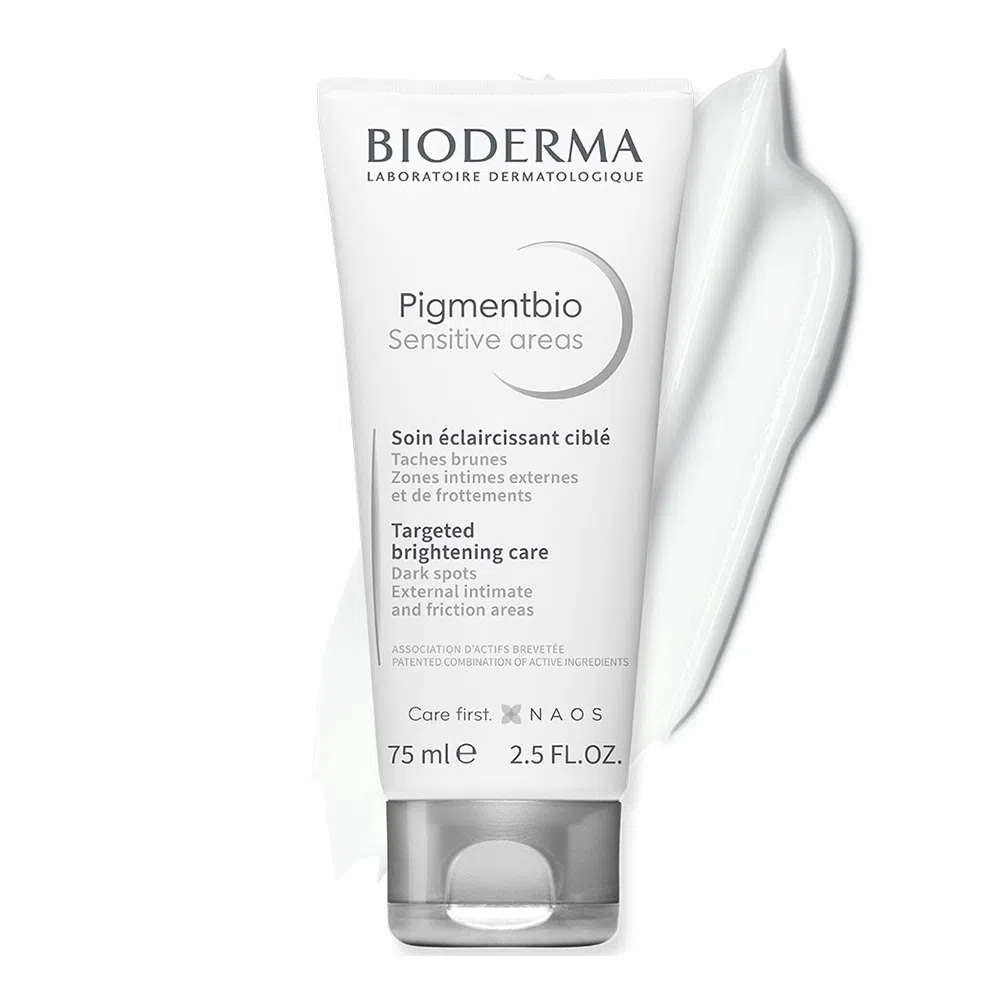 BIODERMA
LABORATOIRE DERMATOLOGIQUE
Pigmentbio
Sensitive areas
Soin éclaircissant ciblé
Taches brunes
Zones intimes externes
et de frottements
Targeted
brightening care
Dark spots
External intimate
and friction areas
ASSOCIATION D'ACTIFS BREVETÉE
PATENTED COMBINATION OF ACTIVE INGREDIENTS
Care first. NAOS
75 ml ℮ 2.5 FL.OZ.